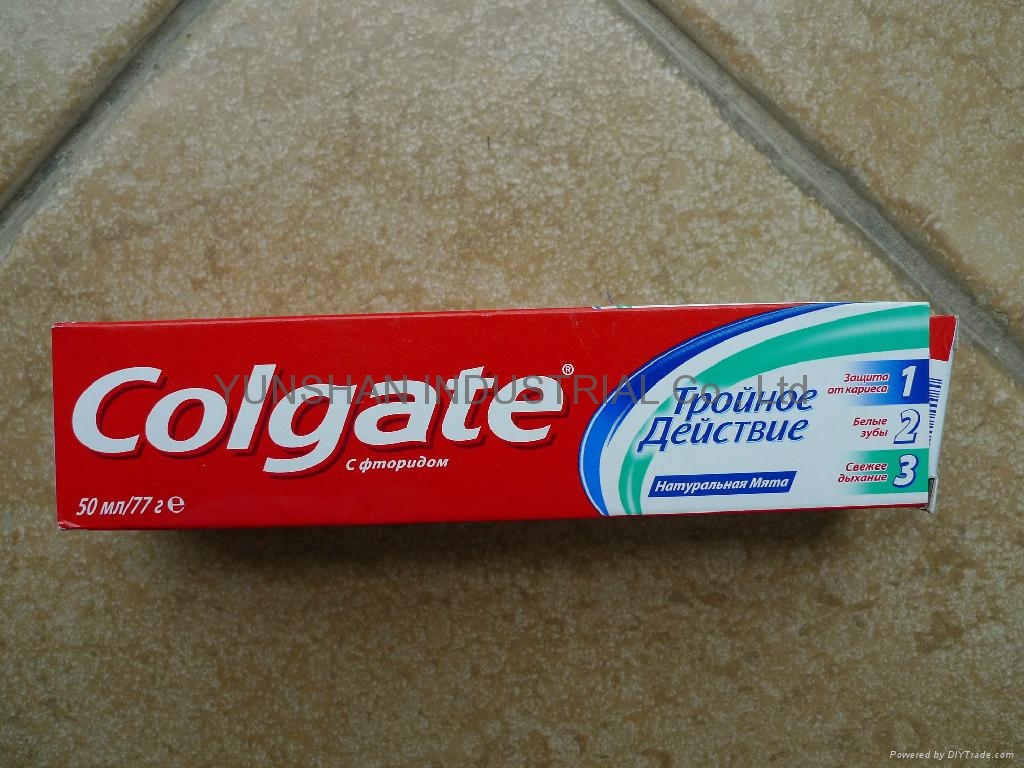 YUNSHAN INDUSTRIAL Co., Ltd
Colgate®
С фторидом
50 мл/77 г ℮
Тройное
Действие
Натуральная Мята
Защита
от кариеса
1
Белые
зубы
2
Свежее
дыхание
3
Powered by DIYTrade.com